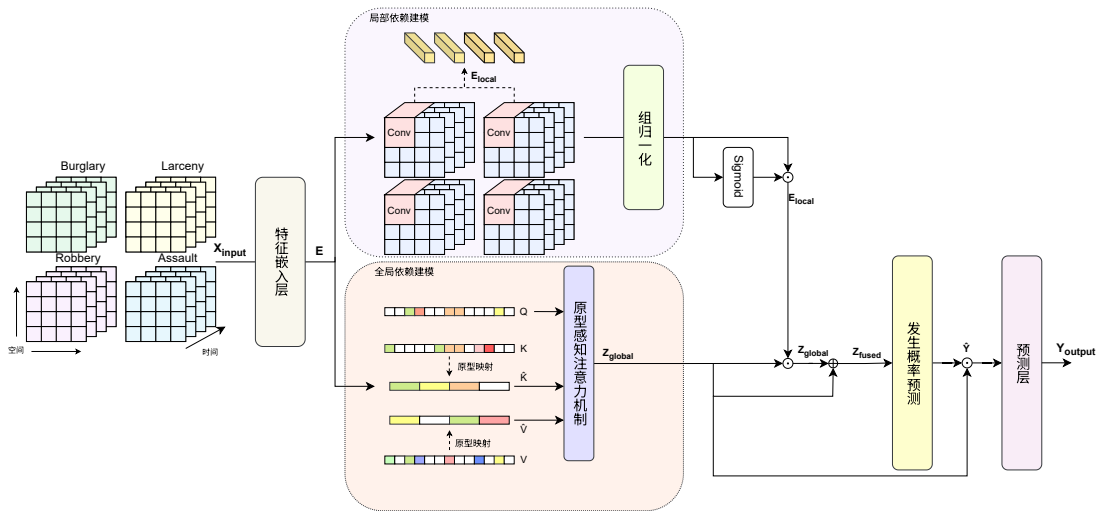 局部依赖建模
E_local
Conv
Conv
Conv
Conv
组归一化
Sigmoid
E_local
Burglary
Larceny
Robbery
Assault
空间
时间
X_input
特征嵌入层
E
全局依赖建模
Q
K
原型映射
K̂
V̂
原型映射
V
原型感知注意力机制
Z_global
Z_global
Z_fused
发生概率预测
Ŷ
预测层
Y_output